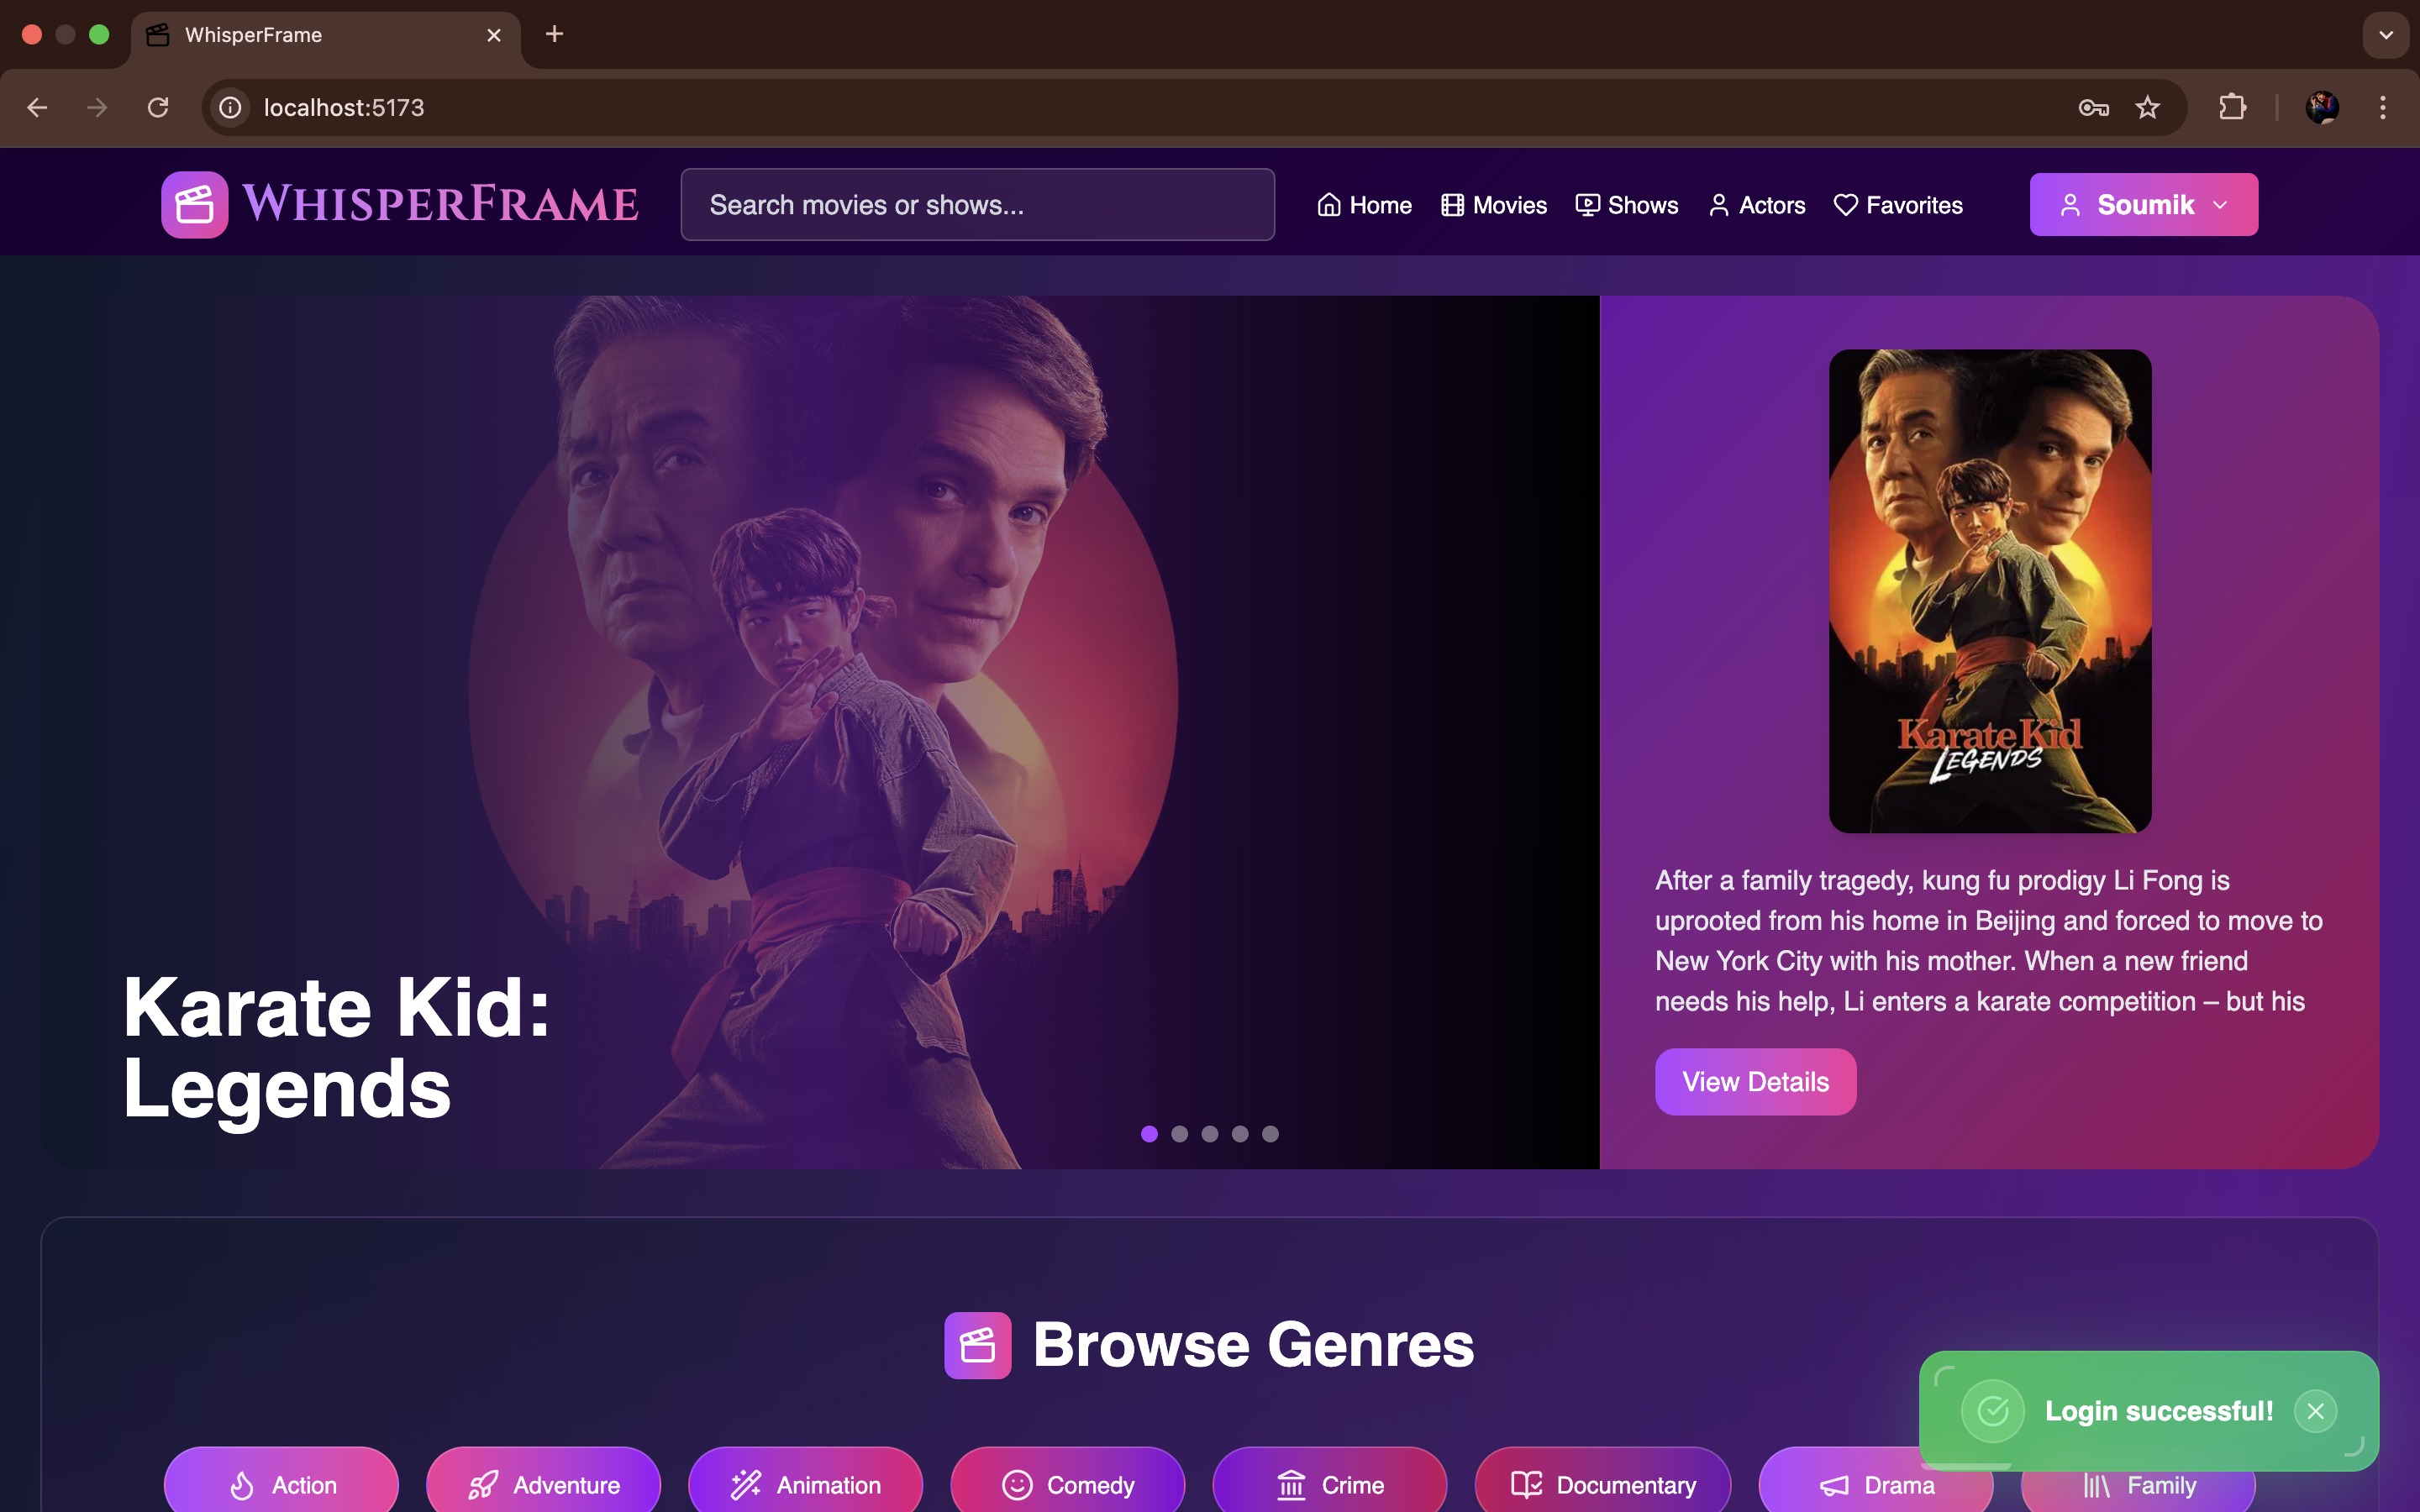 WhisperFrame
localhost:5173
WHISPERFRAME
Search movies or shows...
Home
Movies
Shows
Actors
Favorites
Soumik
Karate Kid:
Legends
Karate Kid
LEGENDS
After a family tragedy, kung fu prodigy Li Fong is
uprooted from his home in Beijing and forced to move to
New York City with his mother. When a new friend
needs his help, Li enters a karate competition – but his
View Details
Browse Genres
Login successful!
Action
Adventure
Animation
Comedy
Crime
Documentary
Drama
Family